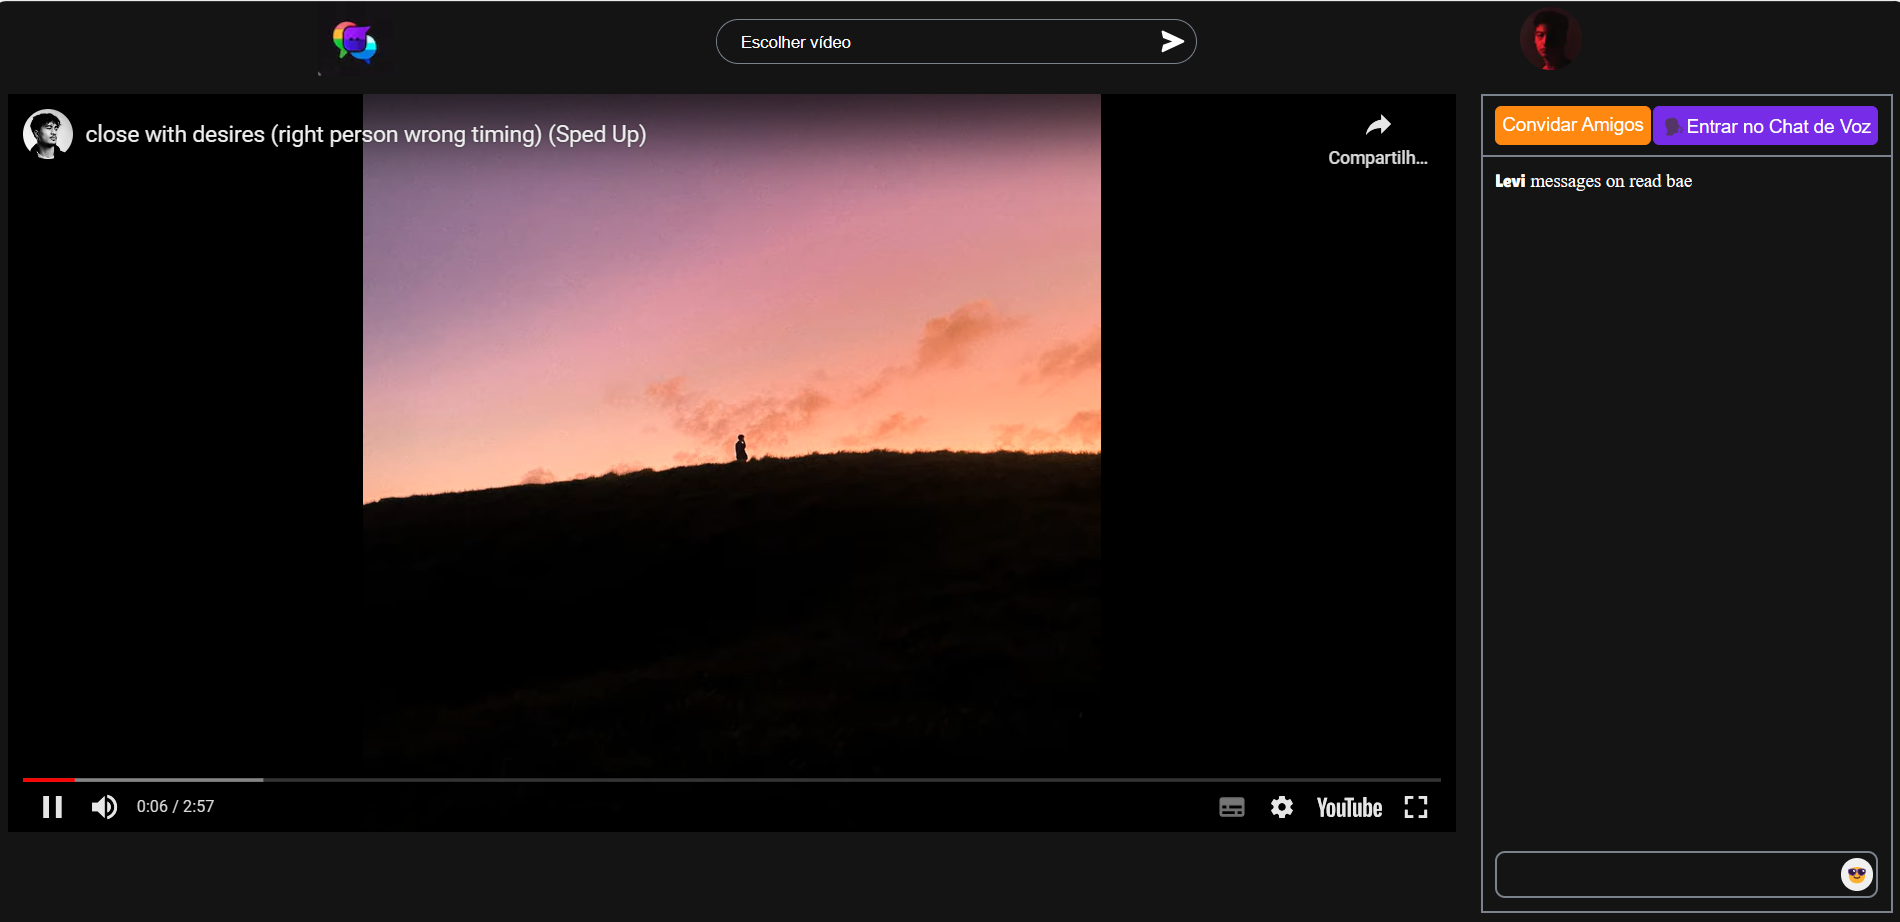 Escolher vídeo
close with desires (right person wrong timing) (Sped Up)
Compartilh...
Convidar Amigos
Entrar no Chat de Voz
Levi messages on read bae
0:06 / 2:57
YouTube